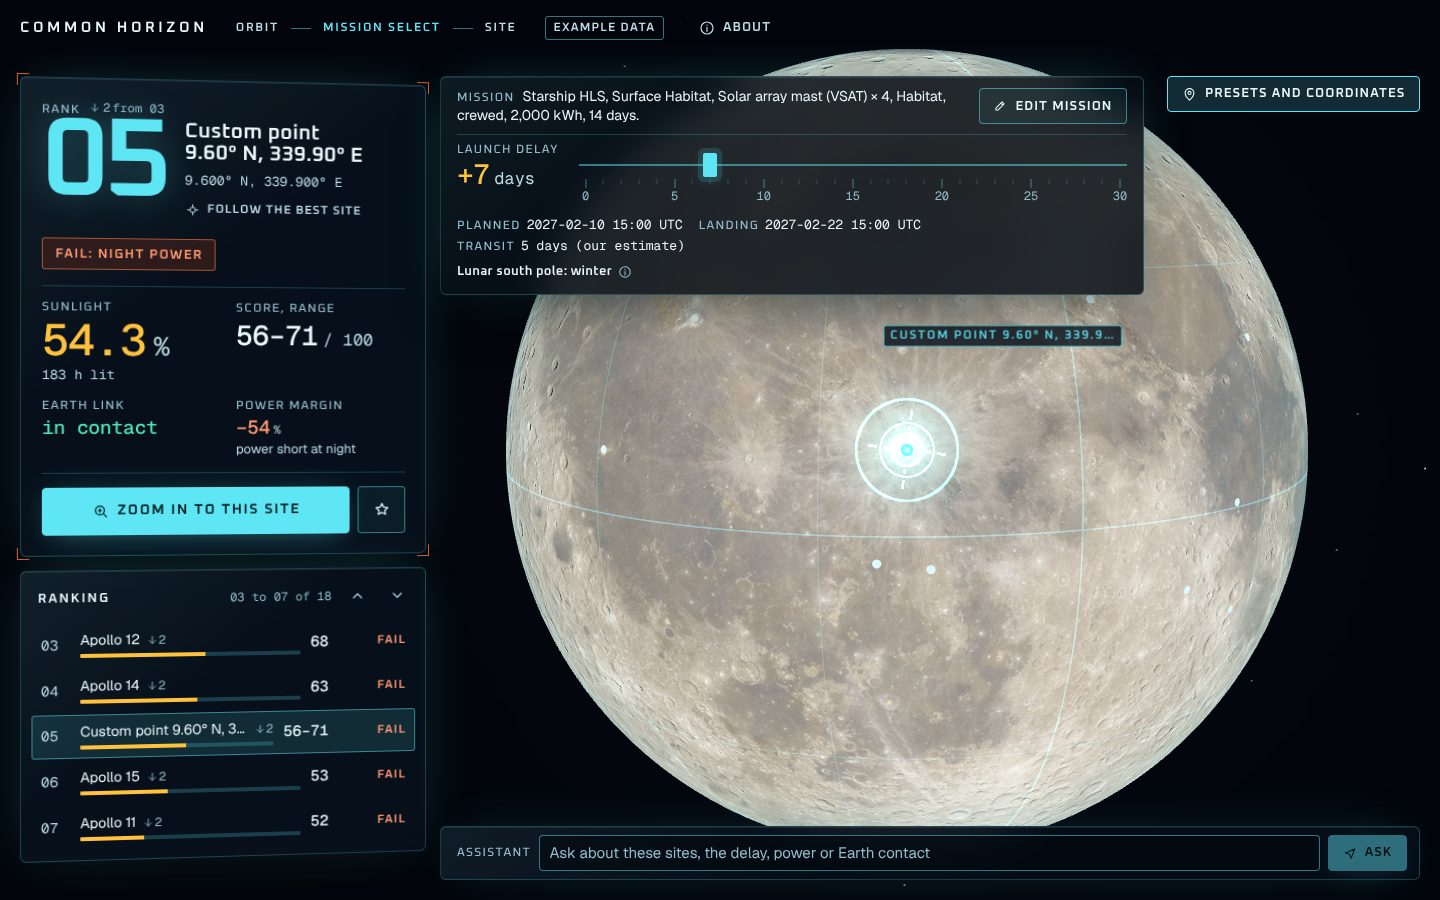 COMMON HORIZON
ORBIT
MISSION SELECT
SITE
EXAMPLE DATA
ABOUT
RANK ↓2 from 03
05
Custom point
9.60° N, 339.90° E
9.600° N, 339.900° E
FOLLOW THE BEST SITE
FAIL: NIGHT POWER
SUNLIGHT
54.3 %
183 h lit
SCORE, RANGE
56–71 / 100
EARTH LINK
in contact
POWER MARGIN
−54 %
power short at night
ZOOM IN TO THIS SITE
RANKING
03 to 07 of 18
03 Apollo 12 ↓2 68 FAIL
04 Apollo 14 ↓2 63 FAIL
05 Custom point 9.60° N, 3… ↓2 56–71 FAIL
06 Apollo 15 ↓2 53 FAIL
07 Apollo 11 ↓2 52 FAIL
MISSION Starship HLS, Surface Habitat, Solar array mast (VSAT) × 4, Habitat,
crewed, 2,000 kWh, 14 days.
EDIT MISSION
LAUNCH DELAY
+7 days
0 5 10 15 20 25 30
PLANNED 2027-02-10 15:00 UTC LANDING 2027-02-22 15:00 UTC
TRANSIT 5 days (our estimate)
Lunar south pole: winter
PRESETS AND COORDINATES
CUSTOM POINT 9.60° N, 339.9…
ASSISTANT
Ask about these sites, the delay, power or Earth contact
ASK